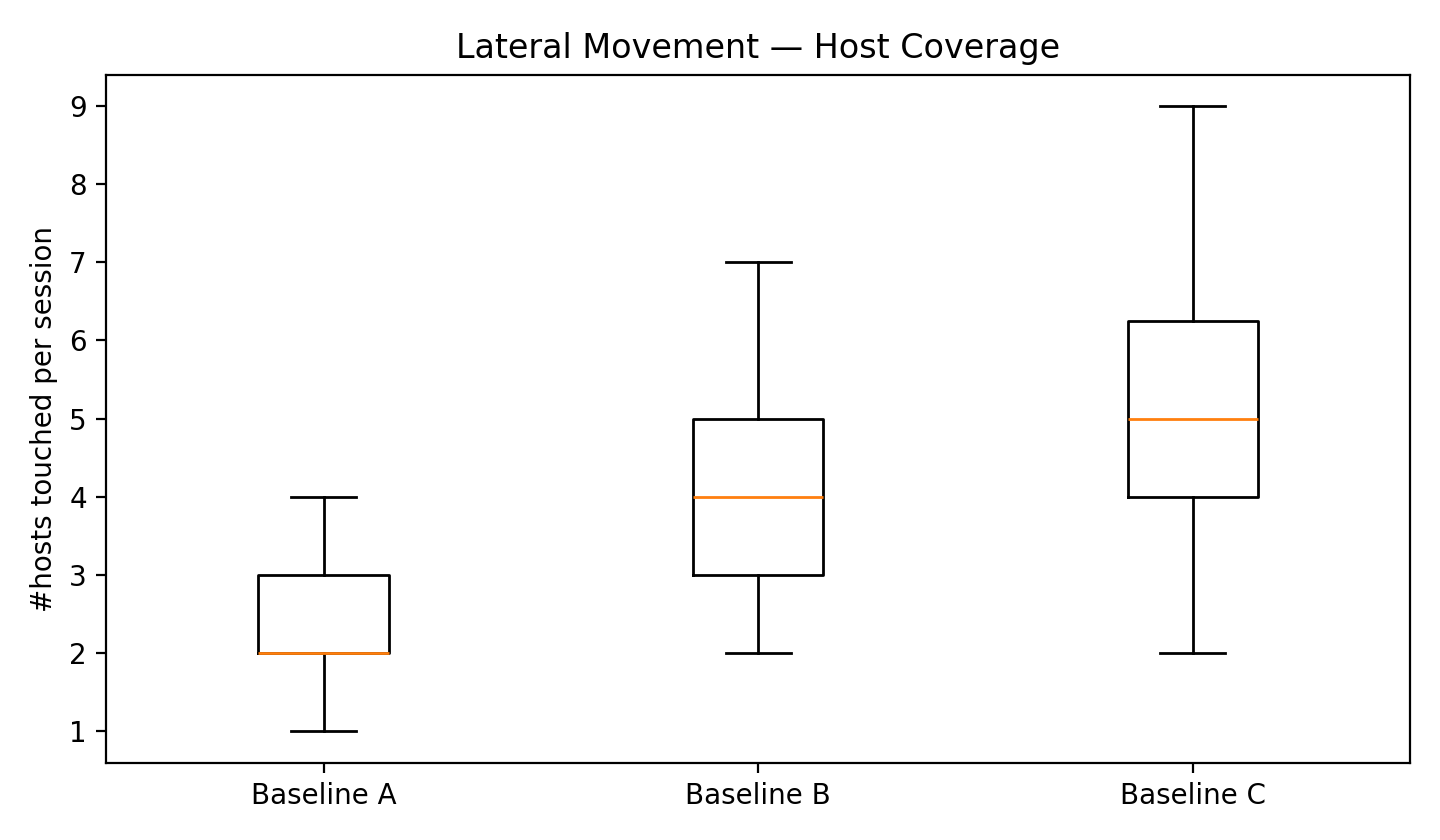 Lateral Movement — Host Coverage
#hosts touched per session
9
8
7
6
5
4
3
2
1
Baseline A
Baseline B
Baseline C